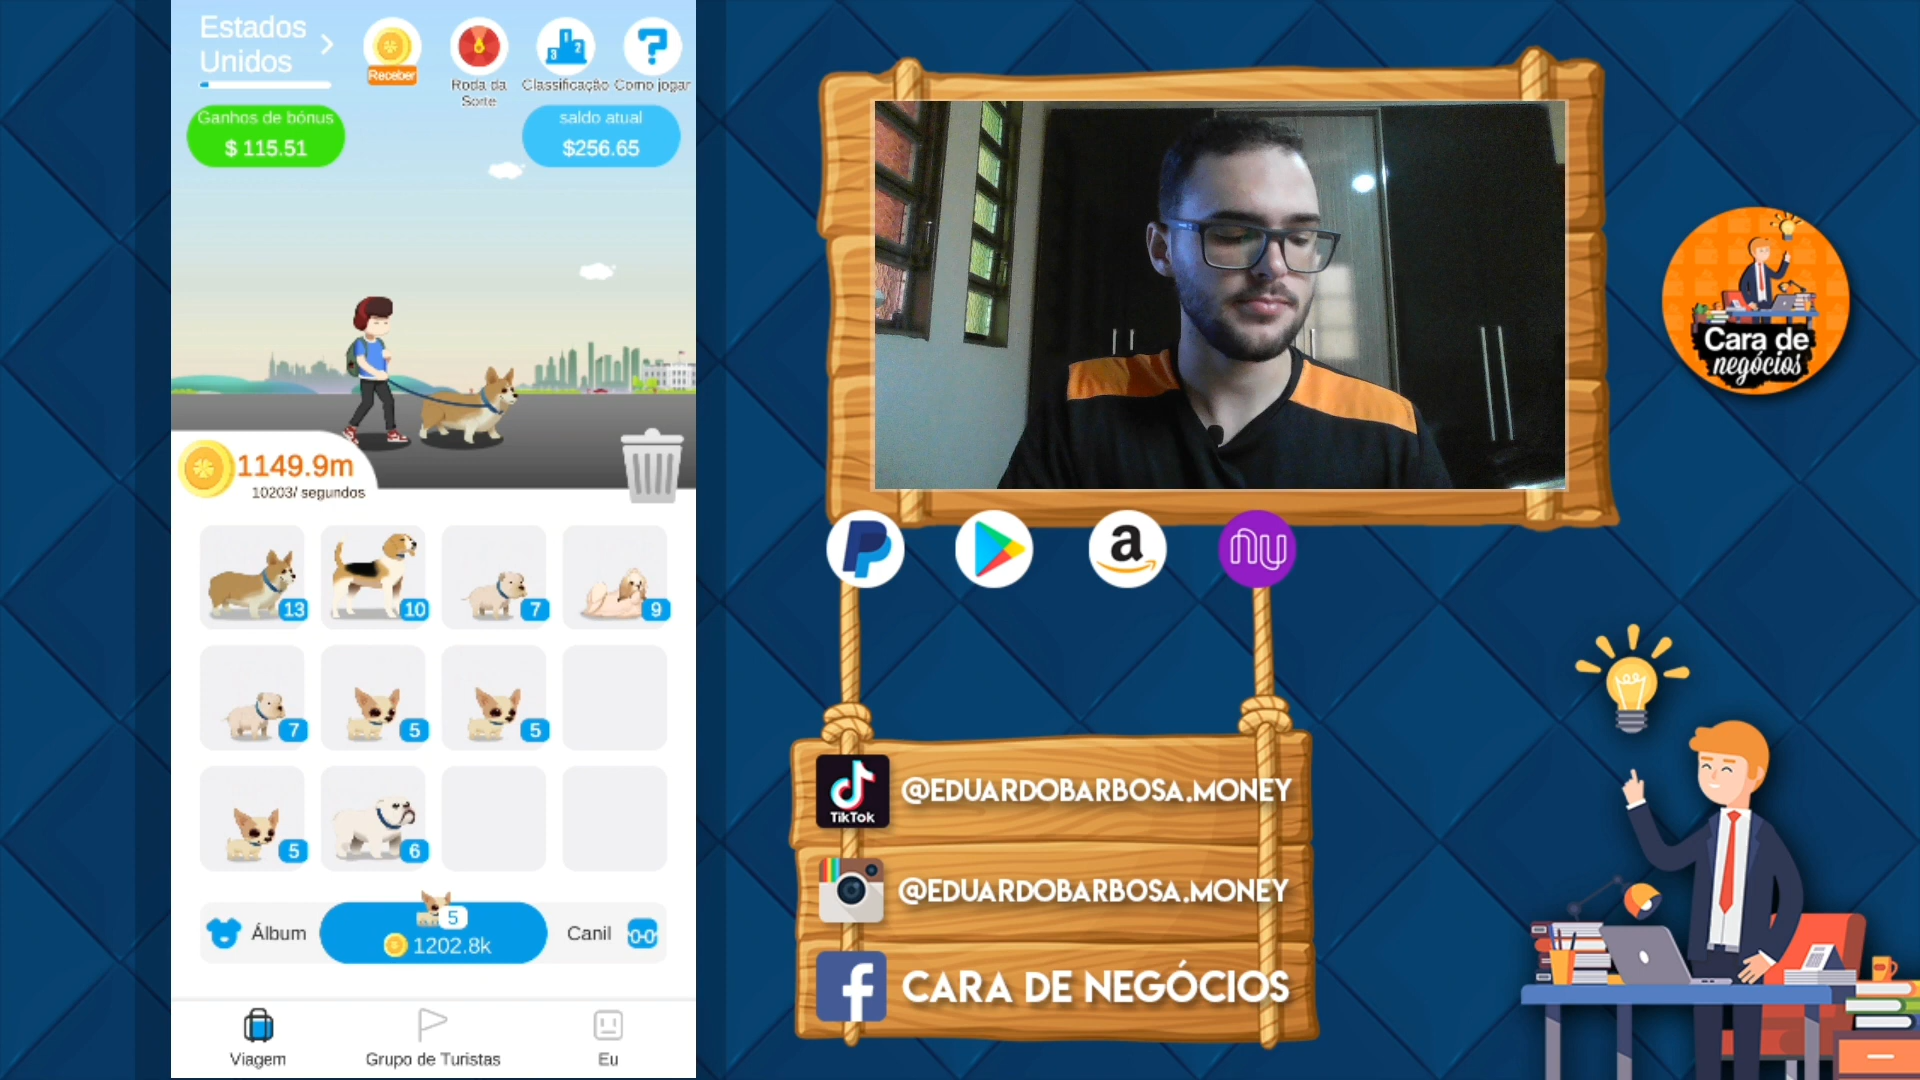 Estados
Unidos
Receber
Roda da
Sorte
Classificação
Como jogar
Ganhos de bônus
$ 115.51
saldo atual
$256.65
1149.9m
10203/ segundos
13
10
7
9
7
5
5
5
6
Álbum
5
1202.8k
Canil
Viagem
Grupo de Turistas
Eu
Cara de
negócios
TikTok
@EDUARDOBARBOSA.MONEY
@EDUARDOBARBOSA.MONEY
CARA DE NEGÓCIOS